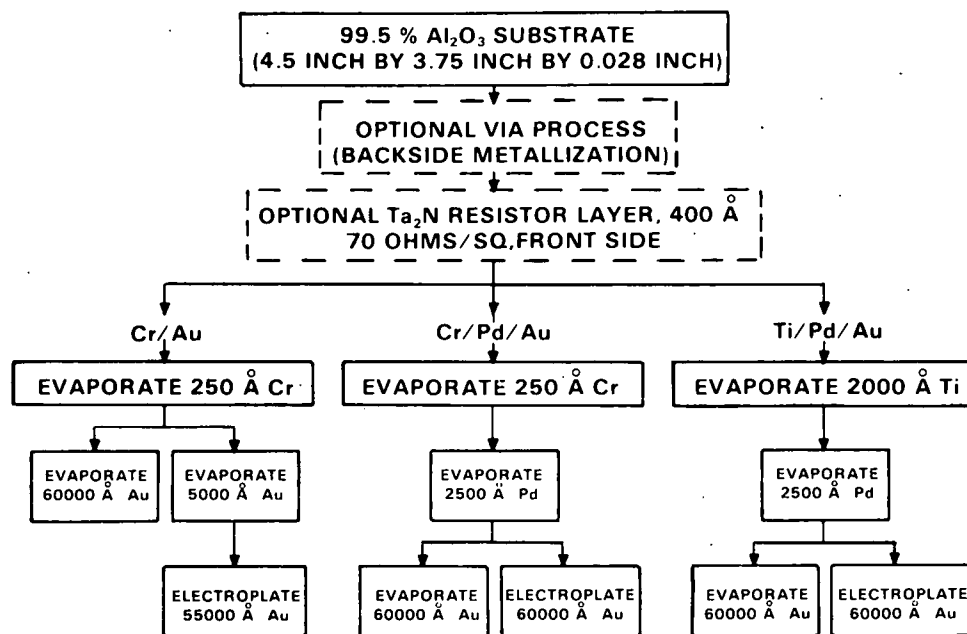 99.5 % Al₂O₃ SUBSTRATE
(4.5 INCH BY 3.75 INCH BY 0.028 INCH)
OPTIONAL VIA PROCESS
(BACKSIDE METALLIZATION)
OPTIONAL Ta₂N RESISTOR LAYER, 400 Å
70 OHMS/SQ,FRONT SIDE
Cr/Au
Cr/Pd/Au
Ti/Pd/Au
EVAPORATE 250 Å Cr
EVAPORATE 250 Å Cr
EVAPORATE 2000 Å Ti
EVAPORATE
60000 Å Au
EVAPORATE
5000 Å Au
EVAPORATE
2500 Å Pd
EVAPORATE
2500 Å Pd
ELECTROPLATE
55000 Å Au
EVAPORATE
60000 Å Au
ELECTROPLATE
60000 Å Au
EVAPORATE
60000 Å Au
ELECTROPLATE
60000 Å Au